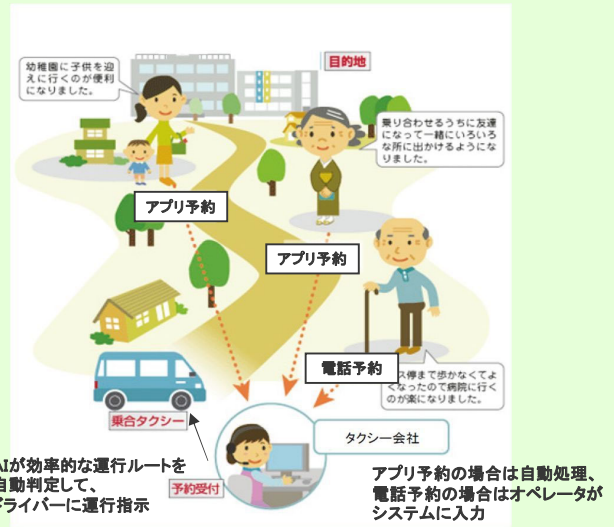 目的地
幼稚園に子供を迎
えに行くのが便利
になりました。
乗り合わせるうちに友達
になって一緒にいろいろ
な所に出かけるようにな
りました。
アプリ予約
アプリ予約
電話予約
ス停まで歩かなくてよ
くなったので病院に行く
のが楽になりました。
乗合タクシー
タクシー会社
予約受付
AIが効率的な運行ルートを
自動判定して、
ドライバーに運行指示
アプリ予約の場合は自動処理、
電話予約の場合はオペレータが
システムに入力